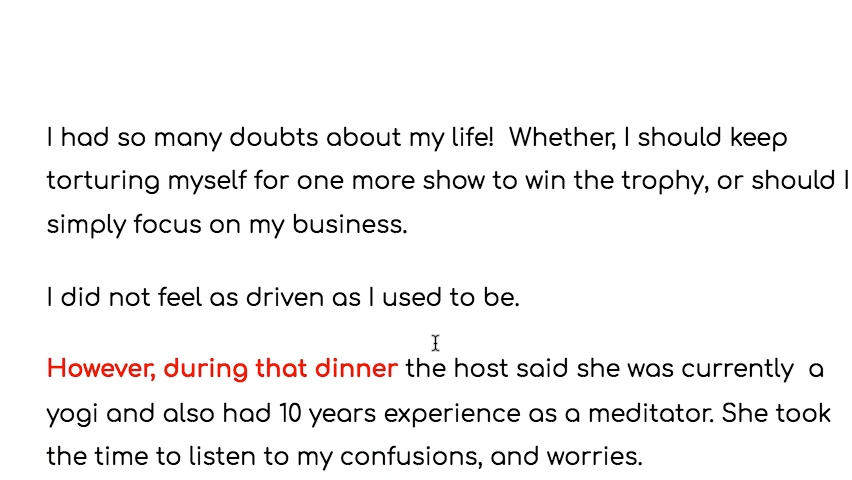 I had so many doubts about my life!  Whether, I should keep
torturing myself for one more show to win the trophy, or should I
simply focus on my business.
I did not feel as driven as I used to be.
However, during that dinner the host said she was currently  a
yogi and also had 10 years experience as a meditator. She took
the time to listen to my confusions, and worries.